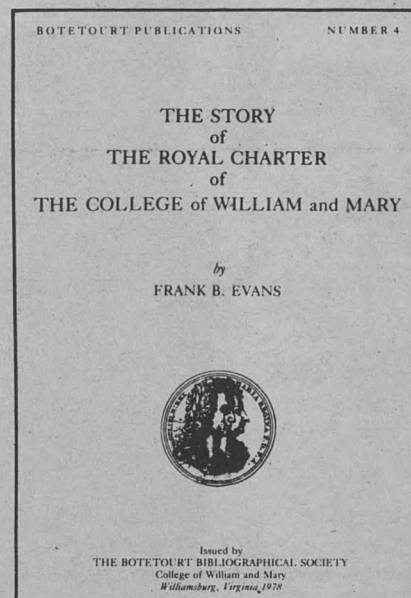 BOTETOURT PUBLICATIONS NUMBER 4
THE STORY
of
THE ROYAL CHARTER
of
THE COLLEGE of WILLIAM and MARY
by
FRANK B. EVANS
Issued by
THE BOTETOURT BIBLIOGRAPHICAL SOCIETY
College of William and Mary
Williamsburg, Virginia, 1978